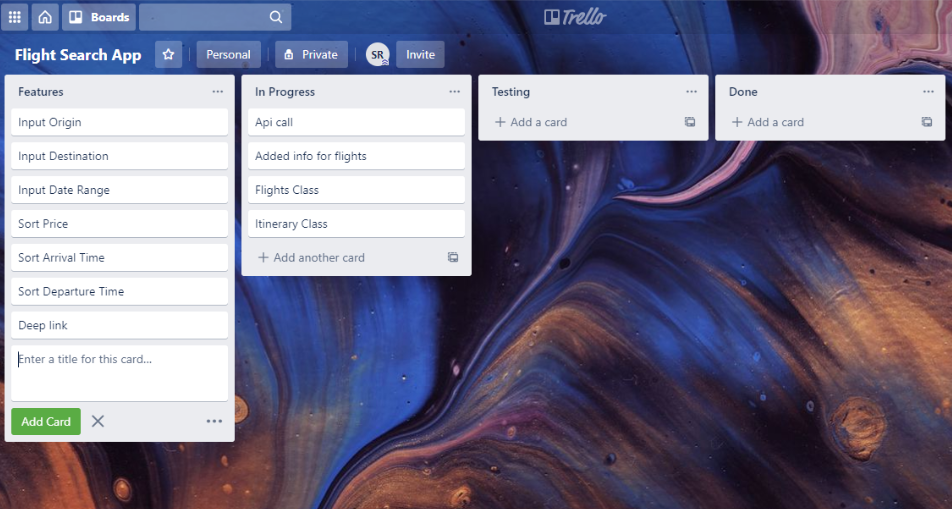 Boards
Trello
Flight Search App
Personal
Private
SR
Invite
Features
Input Origin
Input Destination
Input Date Range
Sort Price
Sort Arrival Time
Sort Departure Time
Deep link
Enter a title for this card...
Add Card
In Progress
Api call
Added info for flights
Flights Class
Itinerary Class
+ Add another card
Testing
+ Add a card
Done
+ Add a card